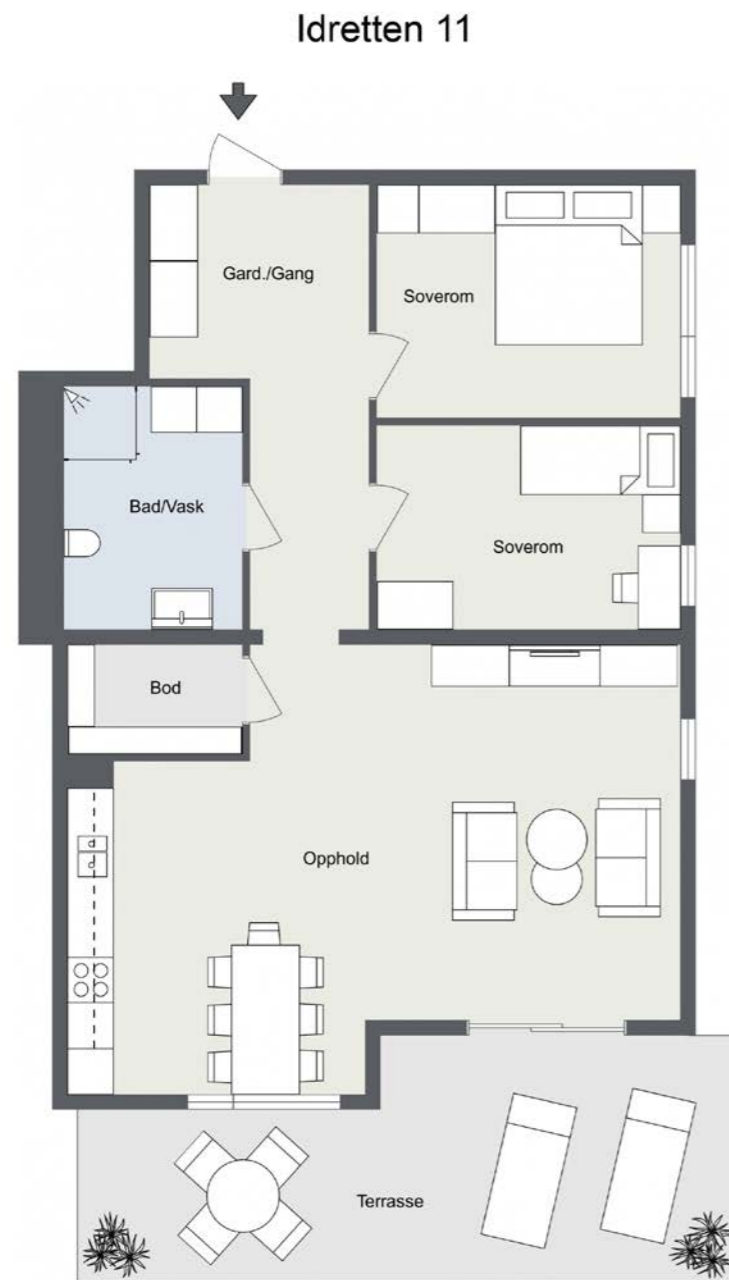 Idretten 11
Gard./Gang
Soverom
Bad/Vask
Soverom
Bod
Opphold
Terrasse